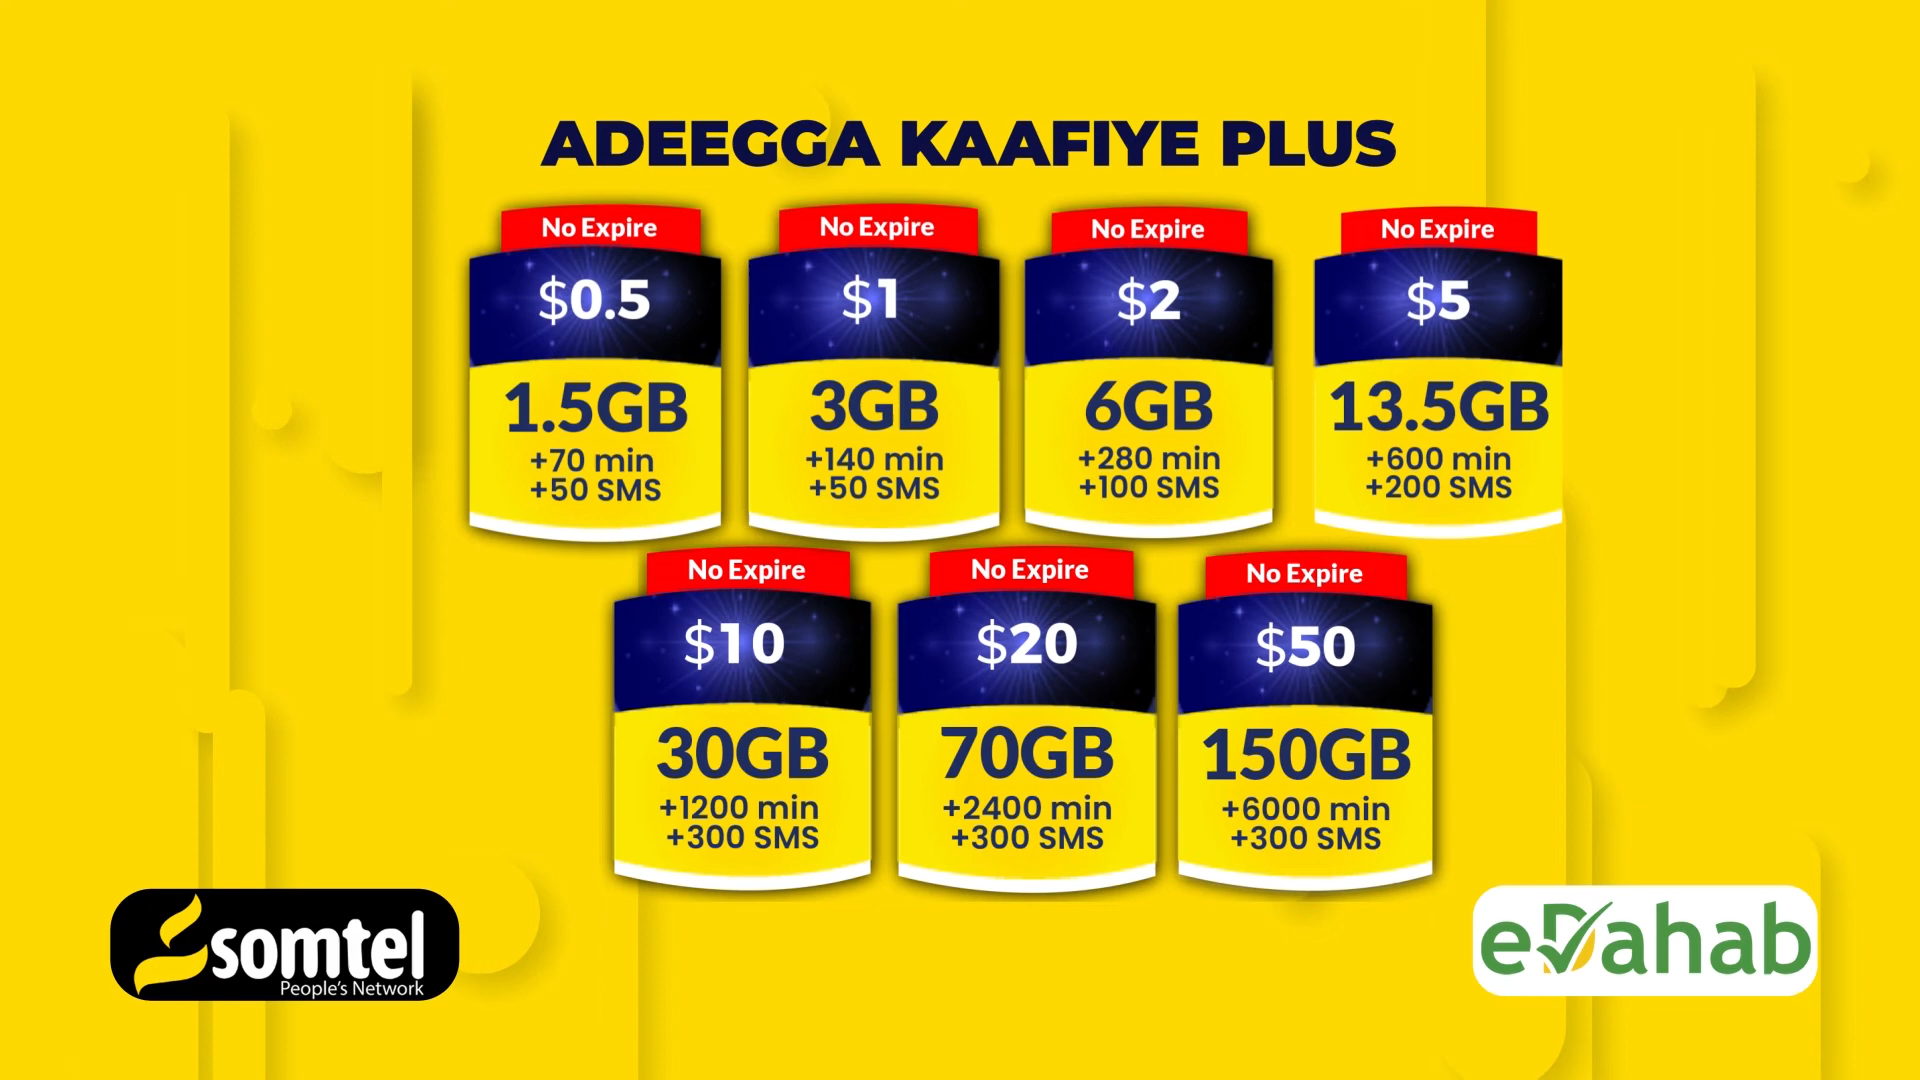 ADEEGGA KAAFIYE PLUS
No Expire
$0.5
1.5GB
+70 min
+50 SMS
No Expire
$1
3GB
+140 min
+50 SMS
No Expire
$2
6GB
+280 min
+100 SMS
No Expire
$5
13.5GB
+600 min
+200 SMS
No Expire
$10
30GB
+1200 min
+300 SMS
No Expire
$20
70GB
+2400 min
+300 SMS
No Expire
$50
150GB
+6000 min
+300 SMS
somtel
People's Network
eDahab